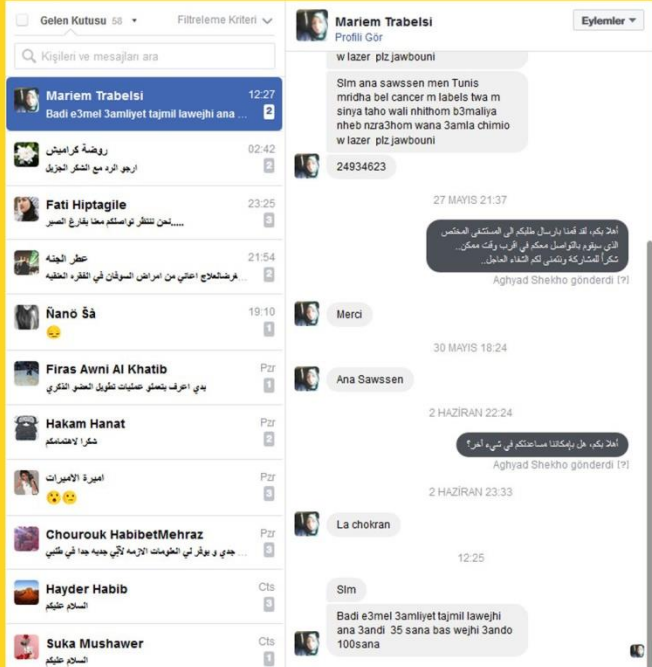 Gelen Kutusu 58
Filtreleme Kriteri
Kişileri ve mesajları ara
Mariem Trabelsi
12:27
Badi e3mel 3amliyet tajmil lawejhi ana ...
2
روضة كراميش
02:42
ارجو الرد مع الشكر الجزيل
2
Fati Hiptagile
23:25
نحن ننتظر تواصلكم معنا بفارغ الصبر.....
3
عطر الجنه
21:54
غرضالعلاج اعاني من امراض السوفان في الفقره العنقيه...
2
Ñanö Šà
19:10
😔
1
Firas Awni Al Khatib
Pzr
بدي اعرف بتعملو عمليات تطويل العضو الذكري
1
Hakam Hanat
Pzr
شكرا لاهتمامكم
2
اميرة الاميرات
Pzr
😯😕
3
Chourouk HabibetMehraz
Pzr
جدي و يوفر لي العلومات الازمه لأنّي جديه جدا في طلبي...
3
Hayder Habib
Cts
السلام عليكم
3
Suka Mushawer
Cts
السلام عليكم
1
Mariem Trabelsi
Profili Gör
Eylemler
w lazer plz jawbouni
Slm ana sawssen men Tunis
mridha bel cancer m labels twa m
sinya taho wali nhithom b3maliya
nheb nzra3hom wana 3amla chimio
w lazer plz jawbouni
24934623
27 MAYIS 21:37
أهلا بكم، لقد قمنا بارسال طلبكم الى المستشفى المختص
الذي سيقوم بالتواصل معكم في اقرب وقت ممكن..
شكراً للمشاركة ونتمنى لكم الشفاء العاجل..
Aghyad Shekho gönderdi [?]
Merci
30 MAYIS 18:24
Ana Sawssen
2 HAZİRAN 22:24
أهلا بكم، هل بإمكاننا مساعدتكم في شيء آخر؟
Aghyad Shekho gönderdi [?]
2 HAZİRAN 23:33
La chokran
12:25
Slm
Badi e3mel 3amliyet tajmil lawejhi
ana 3andi 35 sana bas wejhi 3ando
100sana